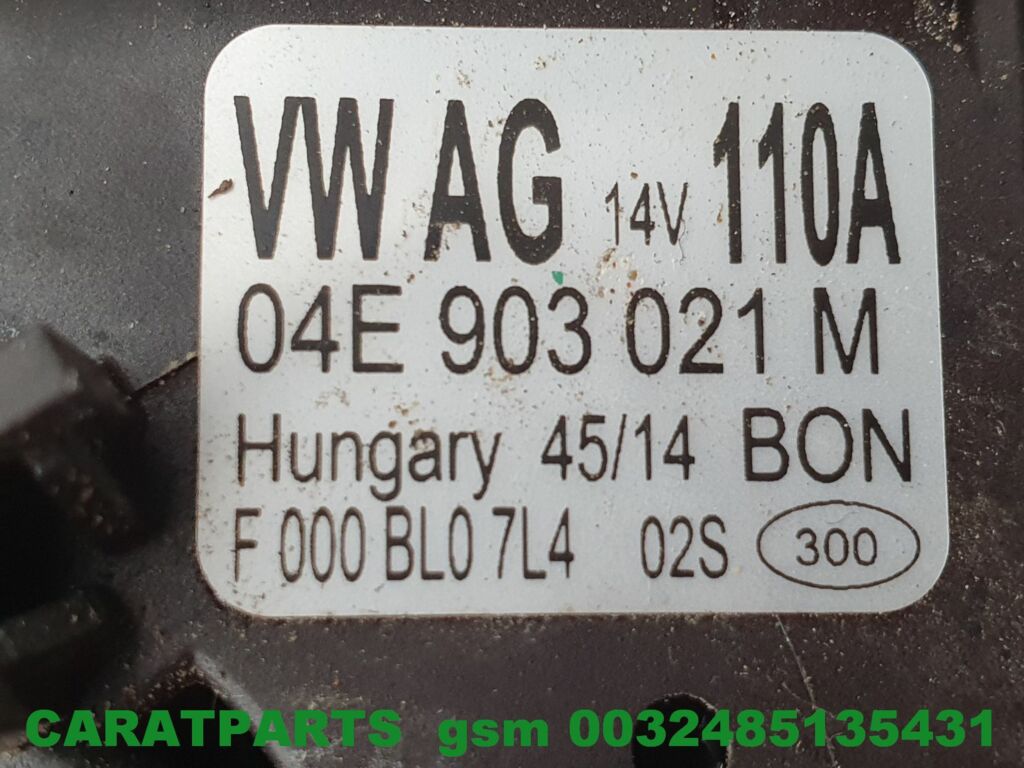 VW AG 14V 110A
04E 903 021 M
Hungary 45/14 BON
F 000 BL0 7L4 02S 300
CARATPARTS gsm 0032485135431